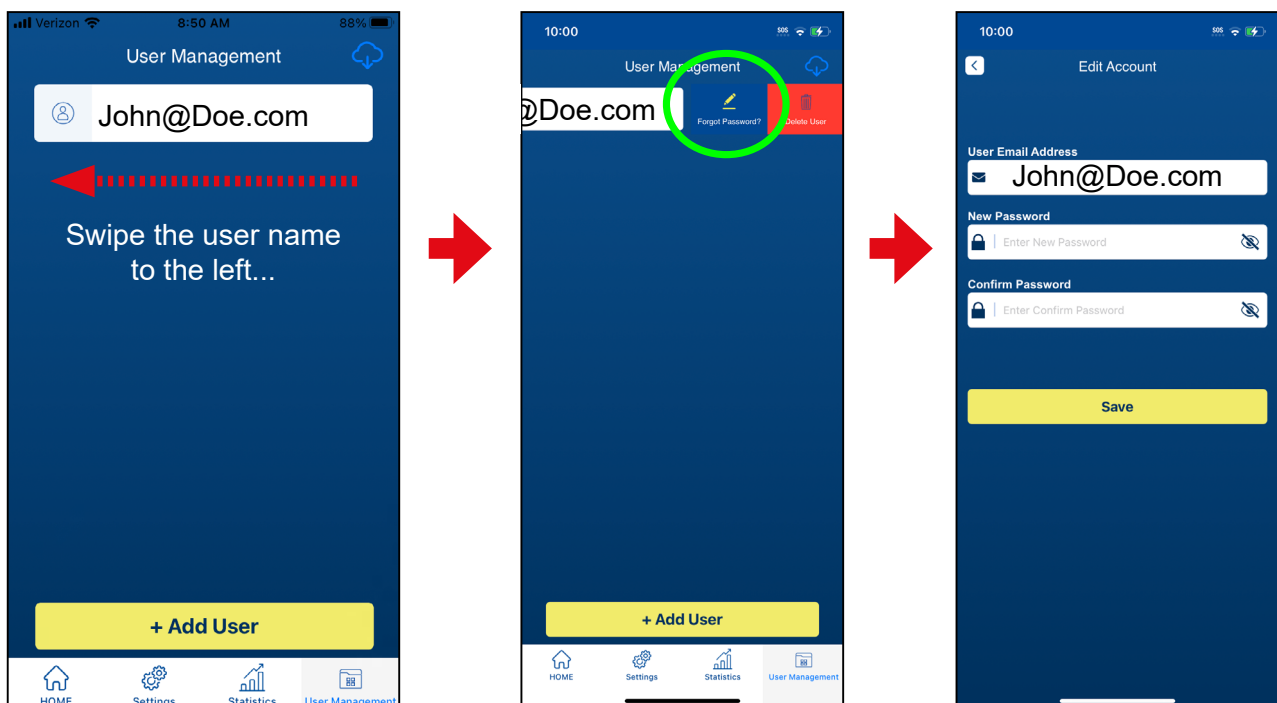 Verizon 8:50 AM 88%
User Management
John@Doe.com
Swipe the user name
to the left...
+ Add User
HOME Settings Statistics User Management
10:00 SOS
User Management
@Doe.com
Forgot Password? Delete User
+ Add User
HOME Settings Statistics User Management
10:00 SOS
Edit Account
User Email Address
John@Doe.com
New Password
Enter New Password
Confirm Password
Enter Confirm Password
Save